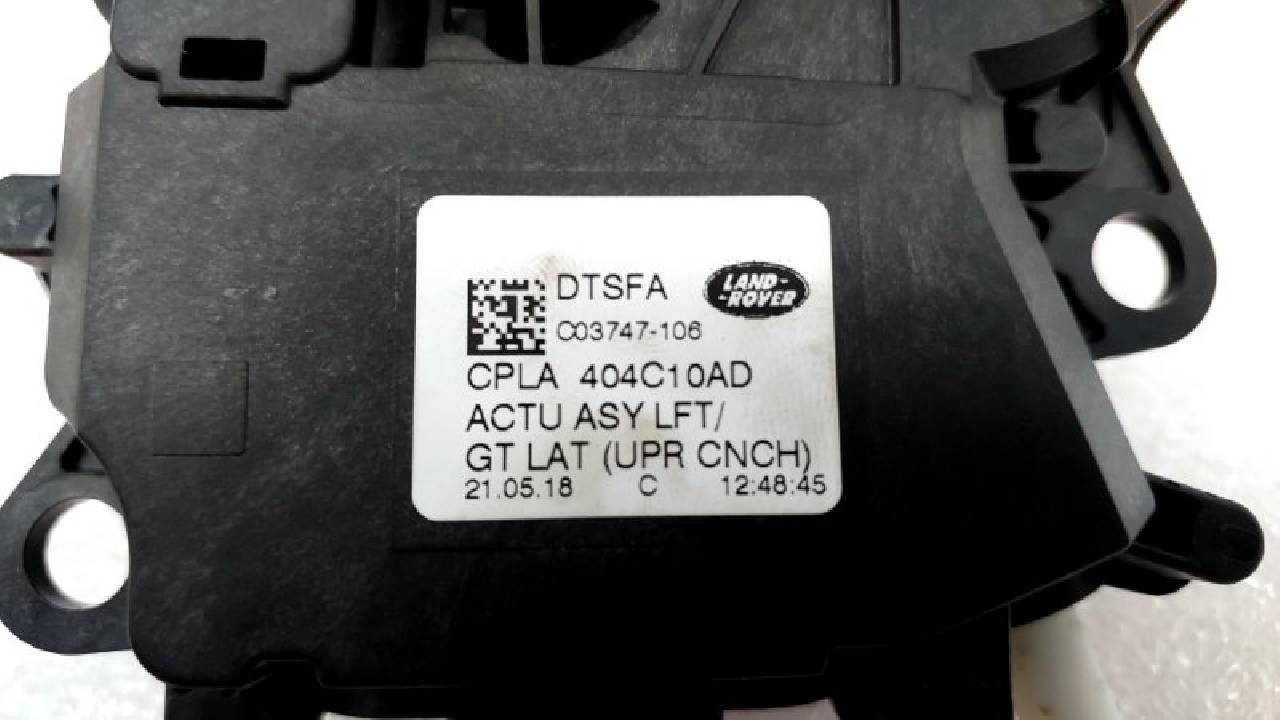 DTSFA
LAND-
-ROVER
C03747-106
CPLA 404C10AD
ACTU ASY LFT/
GT LAT (UPR CNCH)
21.05.18 C 12:48:45